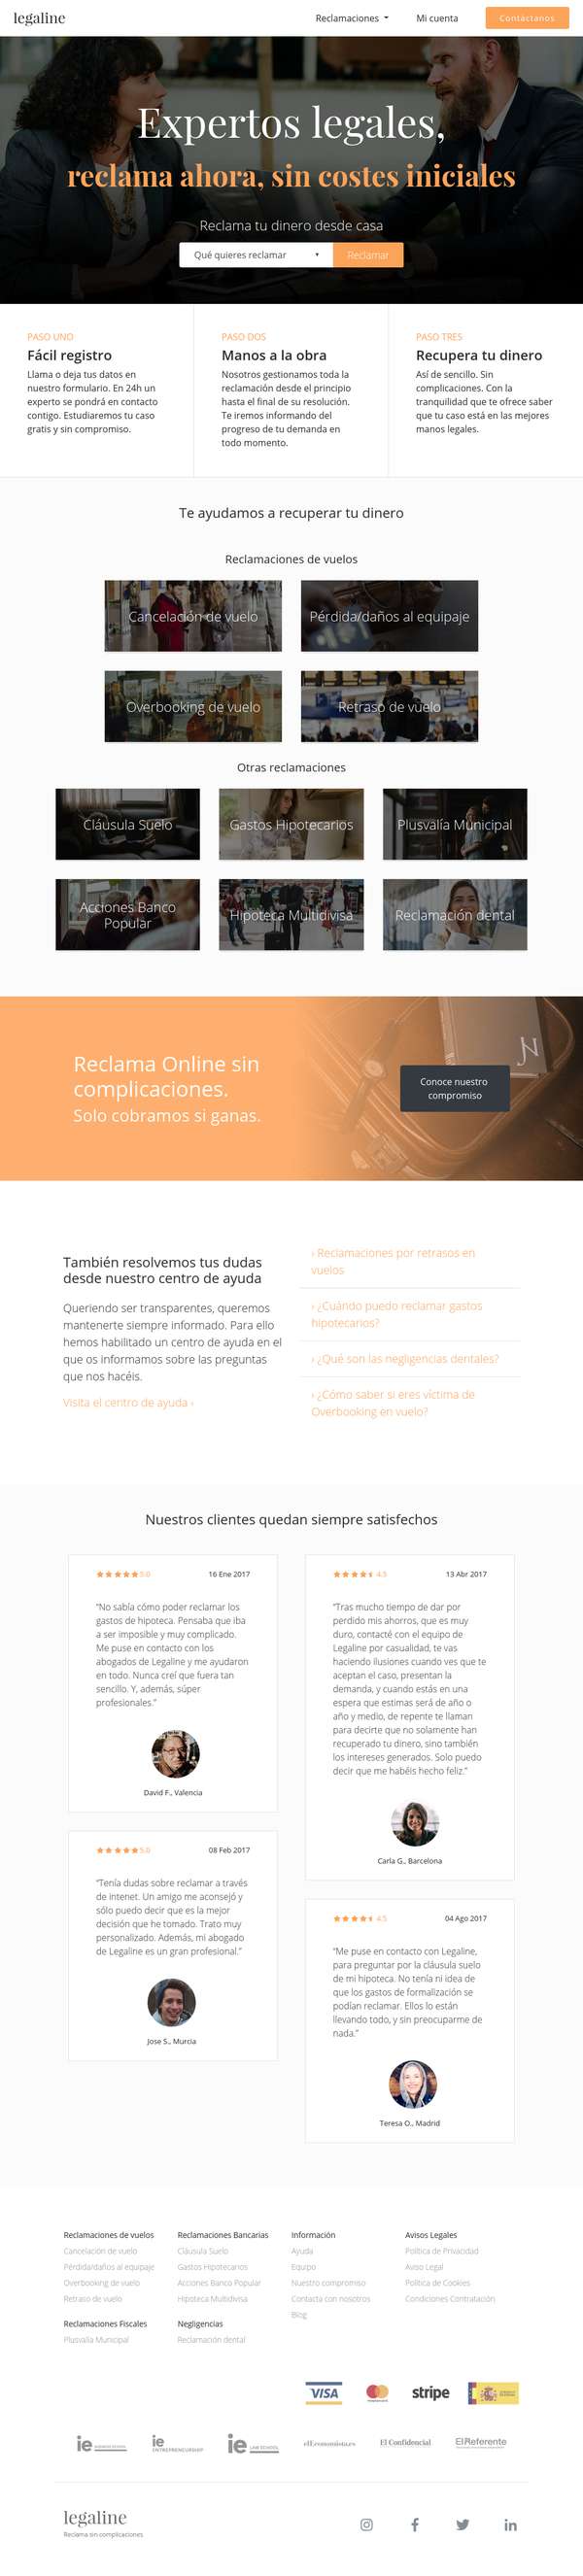 legaline
Reclamaciones
Mi cuenta
Contáctanos
Expertos legales,
reclama ahora, sin costes iniciales
Reclama tu dinero desde casa
Qué quieres reclamar
Reclamar
PASO UNO
Fácil registro
Llama o deja tus datos en
nuestro formulario. En 24h un
experto se pondrá en contacto
contigo. Estudiaremos tu caso
gratis y sin compromiso.
PASO DOS
Manos a la obra
Nosotros gestionamos toda la
reclamación desde el principio
hasta el final de su resolución.
Te iremos informando del
progreso de tu demanda en
todo momento.
PASO TRES
Recupera tu dinero
Así de sencillo. Sin
complicaciones. Con la
tranquilidad que te ofrece saber
que tu caso está en las mejores
manos legales.
Te ayudamos a recuperar tu dinero
Reclamaciones de vuelos
Cancelación de vuelo
Pérdida/daños al equipaje
Overbooking de vuelo
Retraso de vuelo
Otras reclamaciones
Cláusula Suelo
Gastos Hipotecarios
Plusvalía Municipal
Acciones Banco
Popular
Hipoteca Multidivisa
Reclamación dental
Reclama Online sin
complicaciones.
Solo cobramos si ganas.
Conoce nuestro
compromiso
También resolvemos tus dudas
desde nuestro centro de ayuda
Queriendo ser transparentes, queremos
mantenerte siempre informado. Para ello
hemos habilitado un centro de ayuda en el
que os informamos sobre las preguntas
que nos hacéis.
Visita el centro de ayuda ›
› Reclamaciones por retrasos en
vuelos
› ¿Cuándo puedo reclamar gastos
hipotecarios?
› ¿Qué son las negligencias dentales?
› ¿Cómo saber si eres víctima de
Overbooking en vuelo?
Nuestros clientes quedan siempre satisfechos
5.0
16 Ene 2017
"No sabía cómo poder reclamar los
gastos de hipoteca. Pensaba que iba
a ser imposible y muy complicado.
Me puse en contacto con los
abogados de Legaline y me ayudaron
en todo. Nunca creí que fuera tan
sencillo. Y, además, súper
profesionales."
David F., Valencia
5.0
08 Feb 2017
"Tenía dudas sobre reclamar a través
de intenet. Un amigo me aconsejó y
sólo puedo decir que es la mejor
decisión que he tomado. Trato muy
personalizado. Además, mi abogado
de Legaline es un gran profesional."
Jose S., Murcia
4.5
13 Abr 2017
"Tras mucho tiempo de dar por
perdido mis ahorros, que es muy
duro, contacté con el equipo de
Legaline por casualidad, te vas
haciendo ilusiones cuando ves que te
aceptan el caso, presentan la
demanda, y cuando estás en una
espera que estimas será de año o
año y medio, de repente te llaman
para decirte que no solamente han
recuperado tu dinero, sino también
los intereses generados. Solo puedo
decir que me habéis hecho feliz."
Carla G., Barcelona
4.5
04 Ago 2017
"Me puse en contacto con Legaline,
para preguntar por la cláusula suelo
de mi hipoteca. No tenía ni idea de
que los gastos de formalización se
podían reclamar. Ellos lo están
llevando todo, y sin preocuparme de
nada."
Teresa O., Madrid
Reclamaciones de vuelos
Cancelación de vuelo
Pérdida/daños al equipaje
Overbooking de vuelo
Retraso de vuelo
Reclamaciones Fiscales
Plusvalía Municipal
Reclamaciones Bancarias
Cláusula Suelo
Gastos Hipotecarios
Acciones Banco Popular
Hipoteca Multidivisa
Negligencias
Reclamación dental
Información
Ayuda
Equipo
Nuestro compromiso
Contacta con nosotros
Blog
Avisos Legales
Política de Privacidad
Aviso Legal
Política de Cookies
Condiciones Contratación
VISA
stripe
ie BUSINESS SCHOOL
ie
ENTREPRENEURSHIP
ie LAW SCHOOL
elEconomista.es
El Confidencial
El Referente
legaline
Reclama sin complicaciones